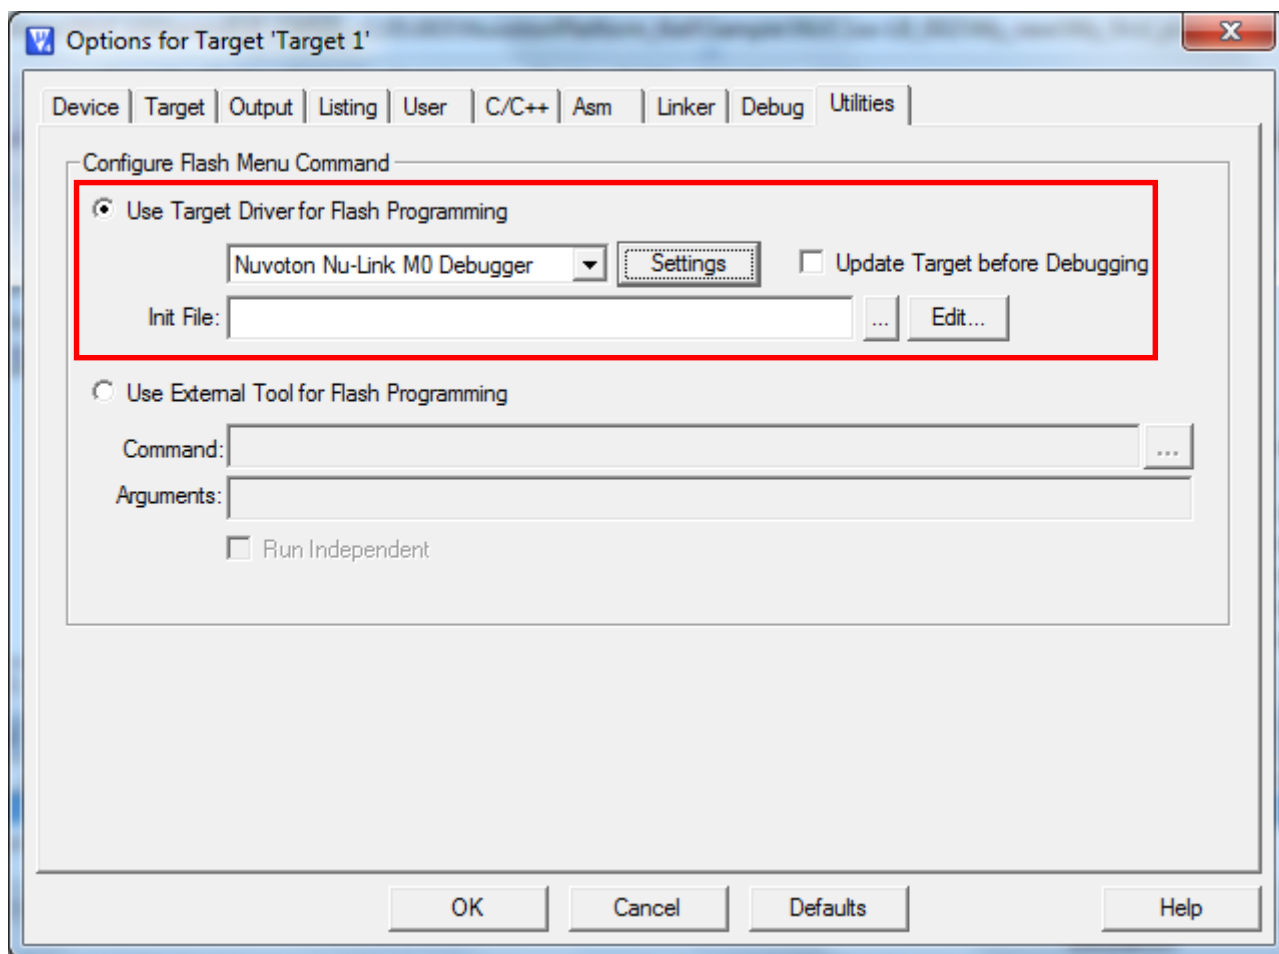 Options for Target 'Target 1'
Device Target Output Listing User C/C++ Asm Linker Debug Utilities
Configure Flash Menu Command
Use Target Driver for Flash Programming
Nuvoton Nu-Link M0 Debugger Settings Update Target before Debugging
Init File: ... Edit...
Use External Tool for Flash Programming
Command: ...
Arguments:
Run Independent
OK Cancel Defaults Help